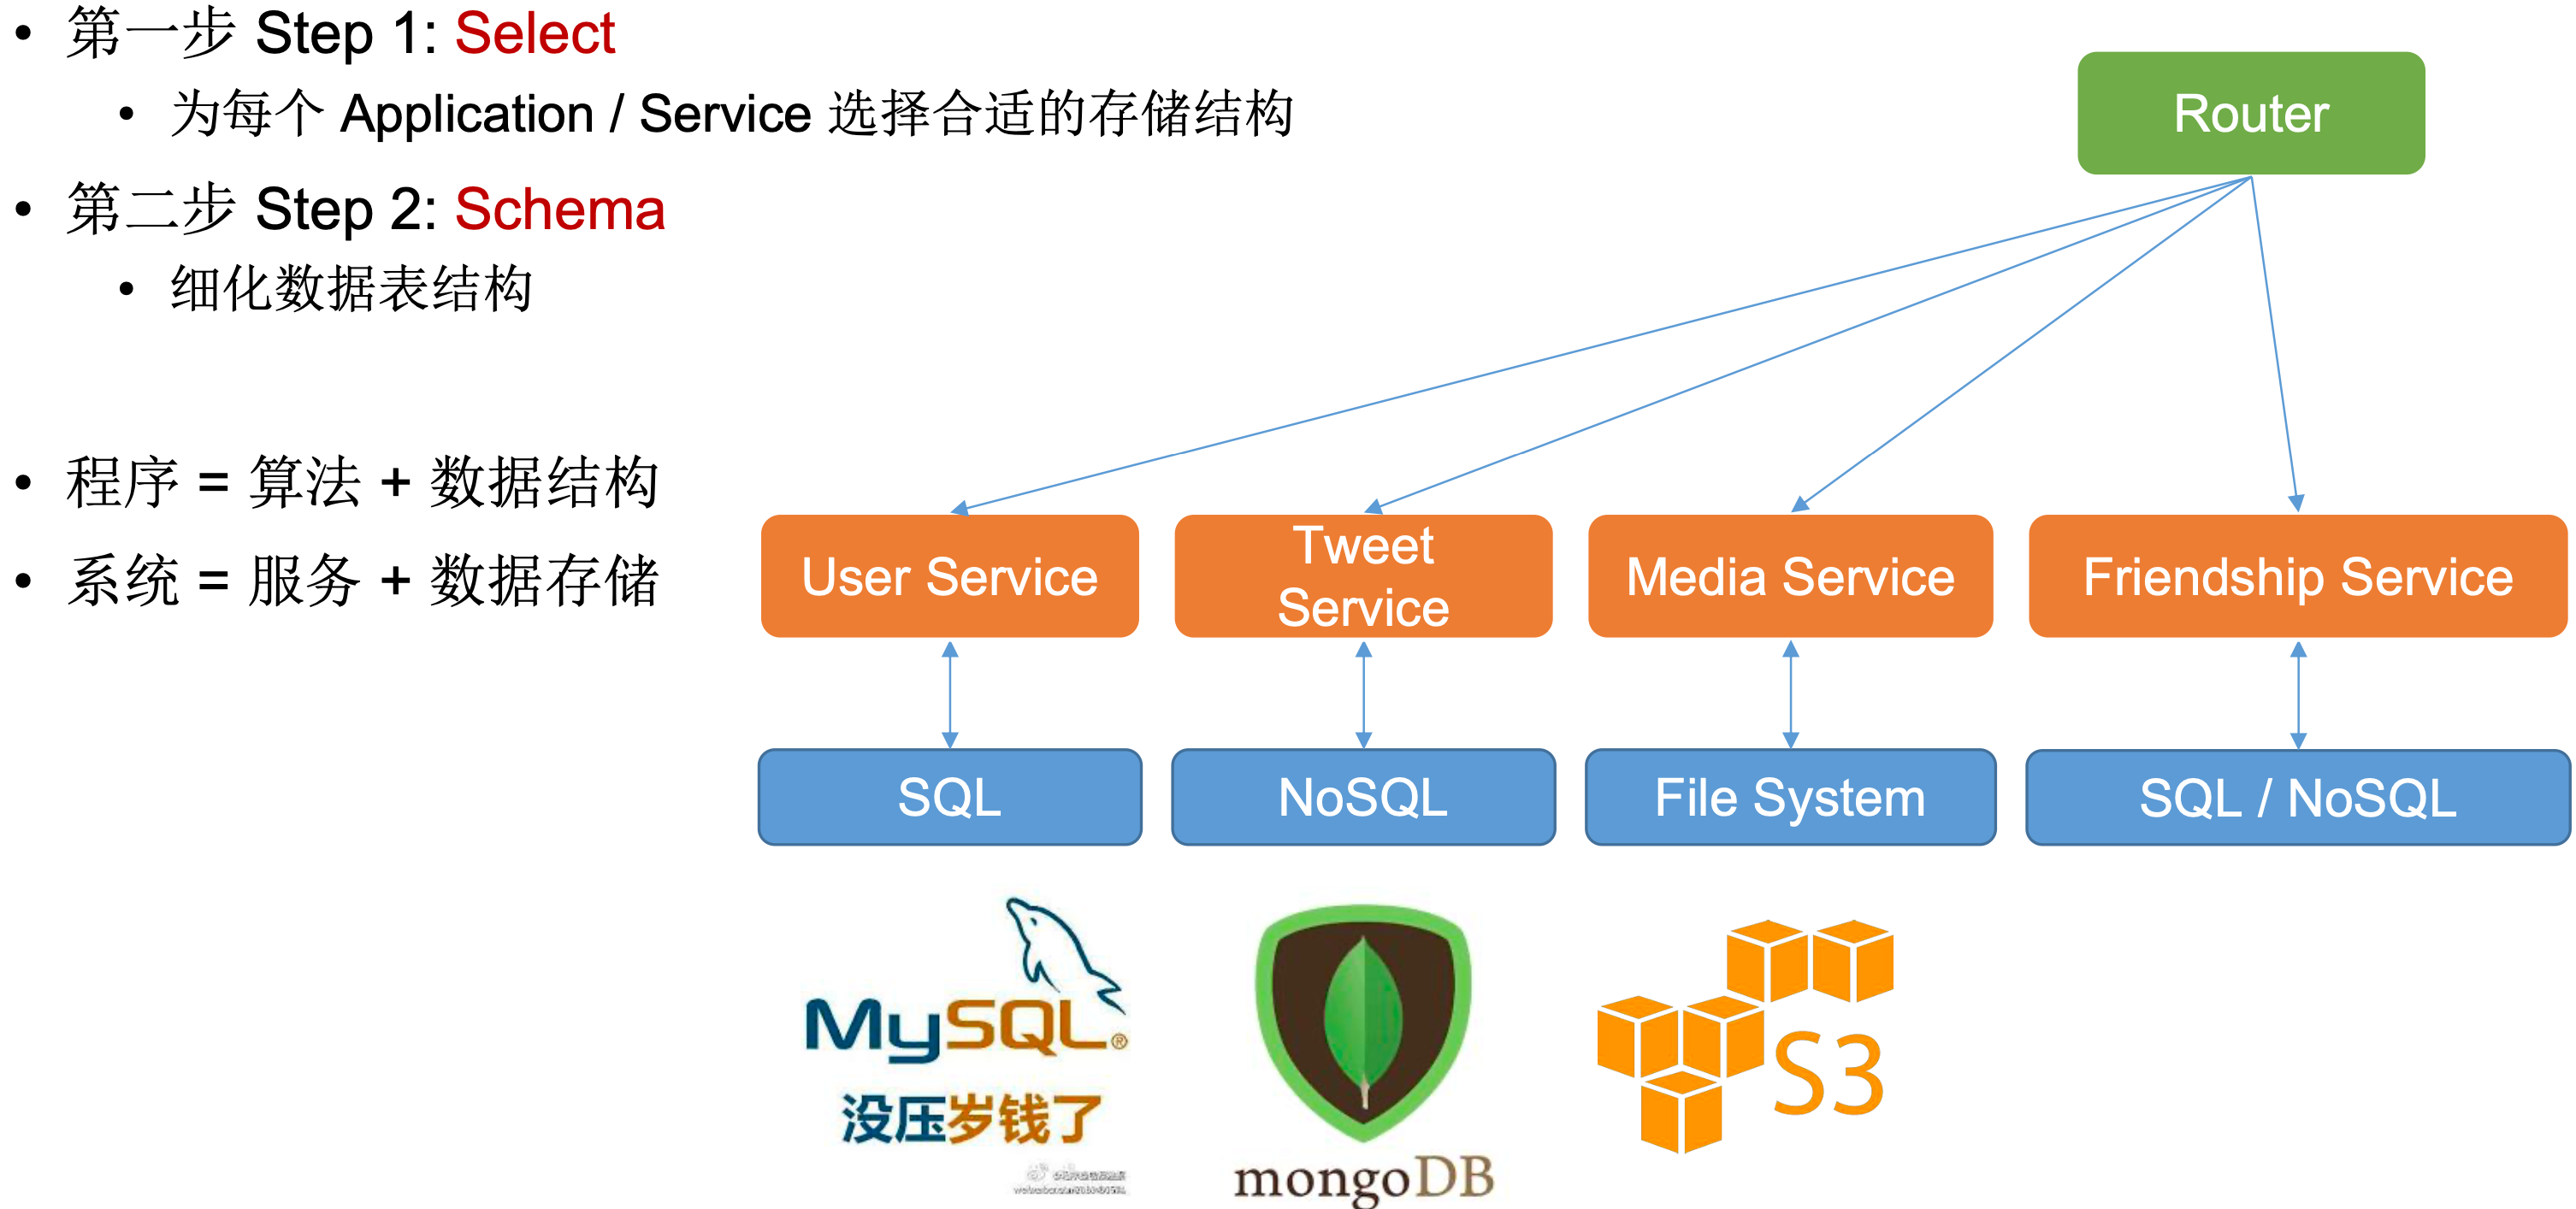 • 第一步 Step 1: Select
• 为每个 Application / Service 选择合适的存储结构
• 第二步 Step 2: Schema
• 细化数据表结构
• 程序 = 算法 + 数据结构
• 系统 = 服务 + 数据存储
Router
User Service
Tweet
Service
Media Service
Friendship Service
SQL
NoSQL
File System
SQL / NoSQL
MySQL®
没压岁钱了
mongoDB
S3